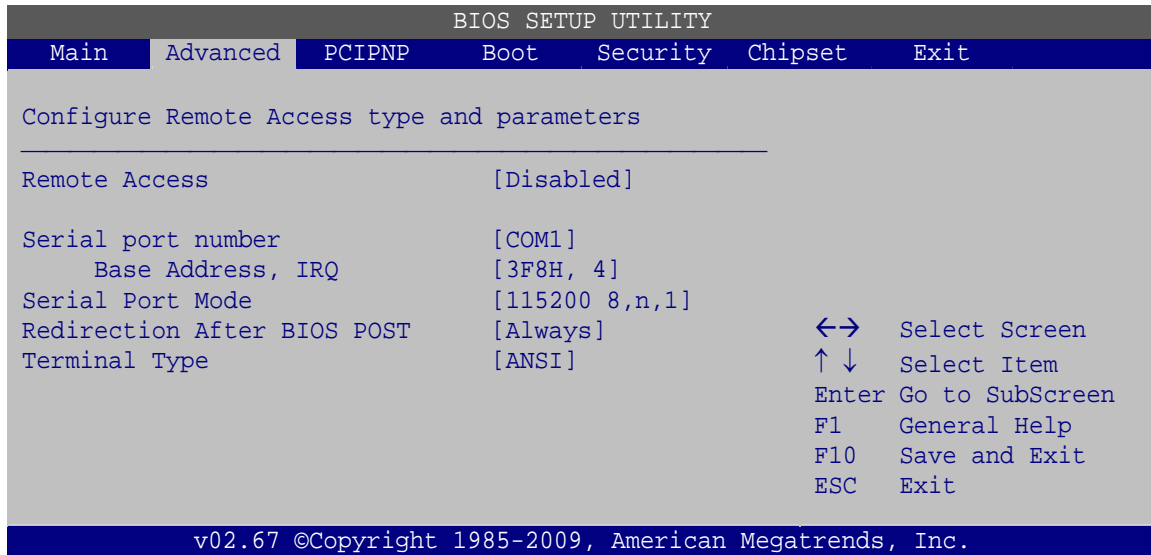 BIOS SETUP UTILITY
Main Advanced PCIPNP Boot Security Chipset Exit
Configure Remote Access type and parameters
Remote Access [Disabled]
Serial port number [COM1]
Base Address, IRQ [3F8H, 4]
Serial Port Mode [115200 8,n,1]
Redirection After BIOS POST [Always]
Terminal Type [ANSI]
←→ Select Screen
↑ ↓ Select Item
Enter Go to SubScreen
F1 General Help
F10 Save and Exit
ESC Exit
v02.67 ©Copyright 1985-2009, American Megatrends, Inc.